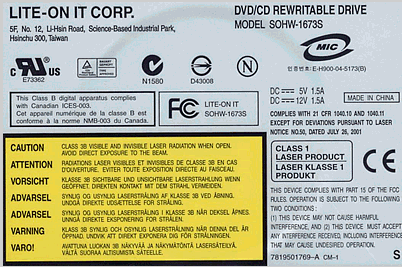 LITE-ON IT CORP.
5F, No. 12, Li-Hsin Road, Science-Based Industrial Park,
Hsinchu 300, Taiwan
DVD/CD REWRITABLE DRIVE
MODEL SOHW-1673S
MIC
E-H900-04-5173(B)
c RU US
E73362
N
N1580
D
D43008
N
This Class B digital apparatus complies
with Canadian ICES-003.
Cet appareil numérique de la classe B est
conforme à la norme NMB-003 du Canada.
FC
LITE-ON IT
SOHW-1673S
DC 5V 1.5A
DC 12V 1.5A
MADE IN CHINA
COMPLIES WITH 21 CFR 1040.10 AND 1040.11
EXCEPT FOR DEVIATIONS PURSUANT TO LASER
NOTICE NO.50, DATED JULY 26, 2001
CLASS 1
LASER PRODUCT
LASER KLASSE 1
PRODUKT
CE
CAUTION CLASS 3B VISIBLE AND INVISIBLE LASER RADIATION WHEN OPEN.
AVOID DIRECT EXPOSURE TO THE BEAM.
ATTENTION RADIATIONS LASER VISIBLES ET INVISIBLES DE CLASSE 3B EN CAS
D'OUVERTURE. EVITER TOUTE EXPOSITION DIRECTE AU FAISCEAU.
VORSICHT KLASSE 3B SICHTBARE UND UNSICHTBARE LASERSTRAHLUNG WENN
GEÖFFNET. DIREKTEN KONTAKT MIT DEM STRAHL VERMEIDEN.
ADVARSEL SYNLIG OG USYNLIG LASERSTRÅLING AF KLASSE 3B VED ÅBNING.
UNDGÅ DIREKTE UDSÆTTELSE FOR STRÅLING.
ADVARSEL SYNLIG OG USYNLIG LASERSTRÅLING I KLASSE 3B NÅR DEKSEL ÅPNES.
UNNGÅ DIREKTE EKSPONERING FOR STRÅLEN.
VARNING KLASS 3B SYNLIG OCH OSYNLIG LASERSTRÅLNING NÄR DENNA DEL ÄR
ÖPPNAD. UNDVIK ATT DIREKT EXPONERA DIG FÖR STRÅLNINGEN.
VARO! AVATTUNA LUOKAN 3B NÄKYVÄÄ JA NÄKYMÄTÖNTÄ LASERSÄTEILYÄ.
VÄLTÄ SUORAA ALTISTUMISTA SÄTEELLE.
THIS DEVICE COMPLIES WITH PART 15 OF THE FCC
RULES. OPERATION IS SUBJECT TO THE FOLLOWING
TWO CONDITIONS :
(1) THIS DEVICE MAY NOT CAUSE HARMFUL
INTERFERENCE, AND (2) THIS DEVICE MUST ACCEPT
ANY INTERFERENCE RECEIVED, INCLUDING INTERFERENCE
THAT MAY CAUSE UNDESIRED OPERATION.
7819501769-A CM-t
S